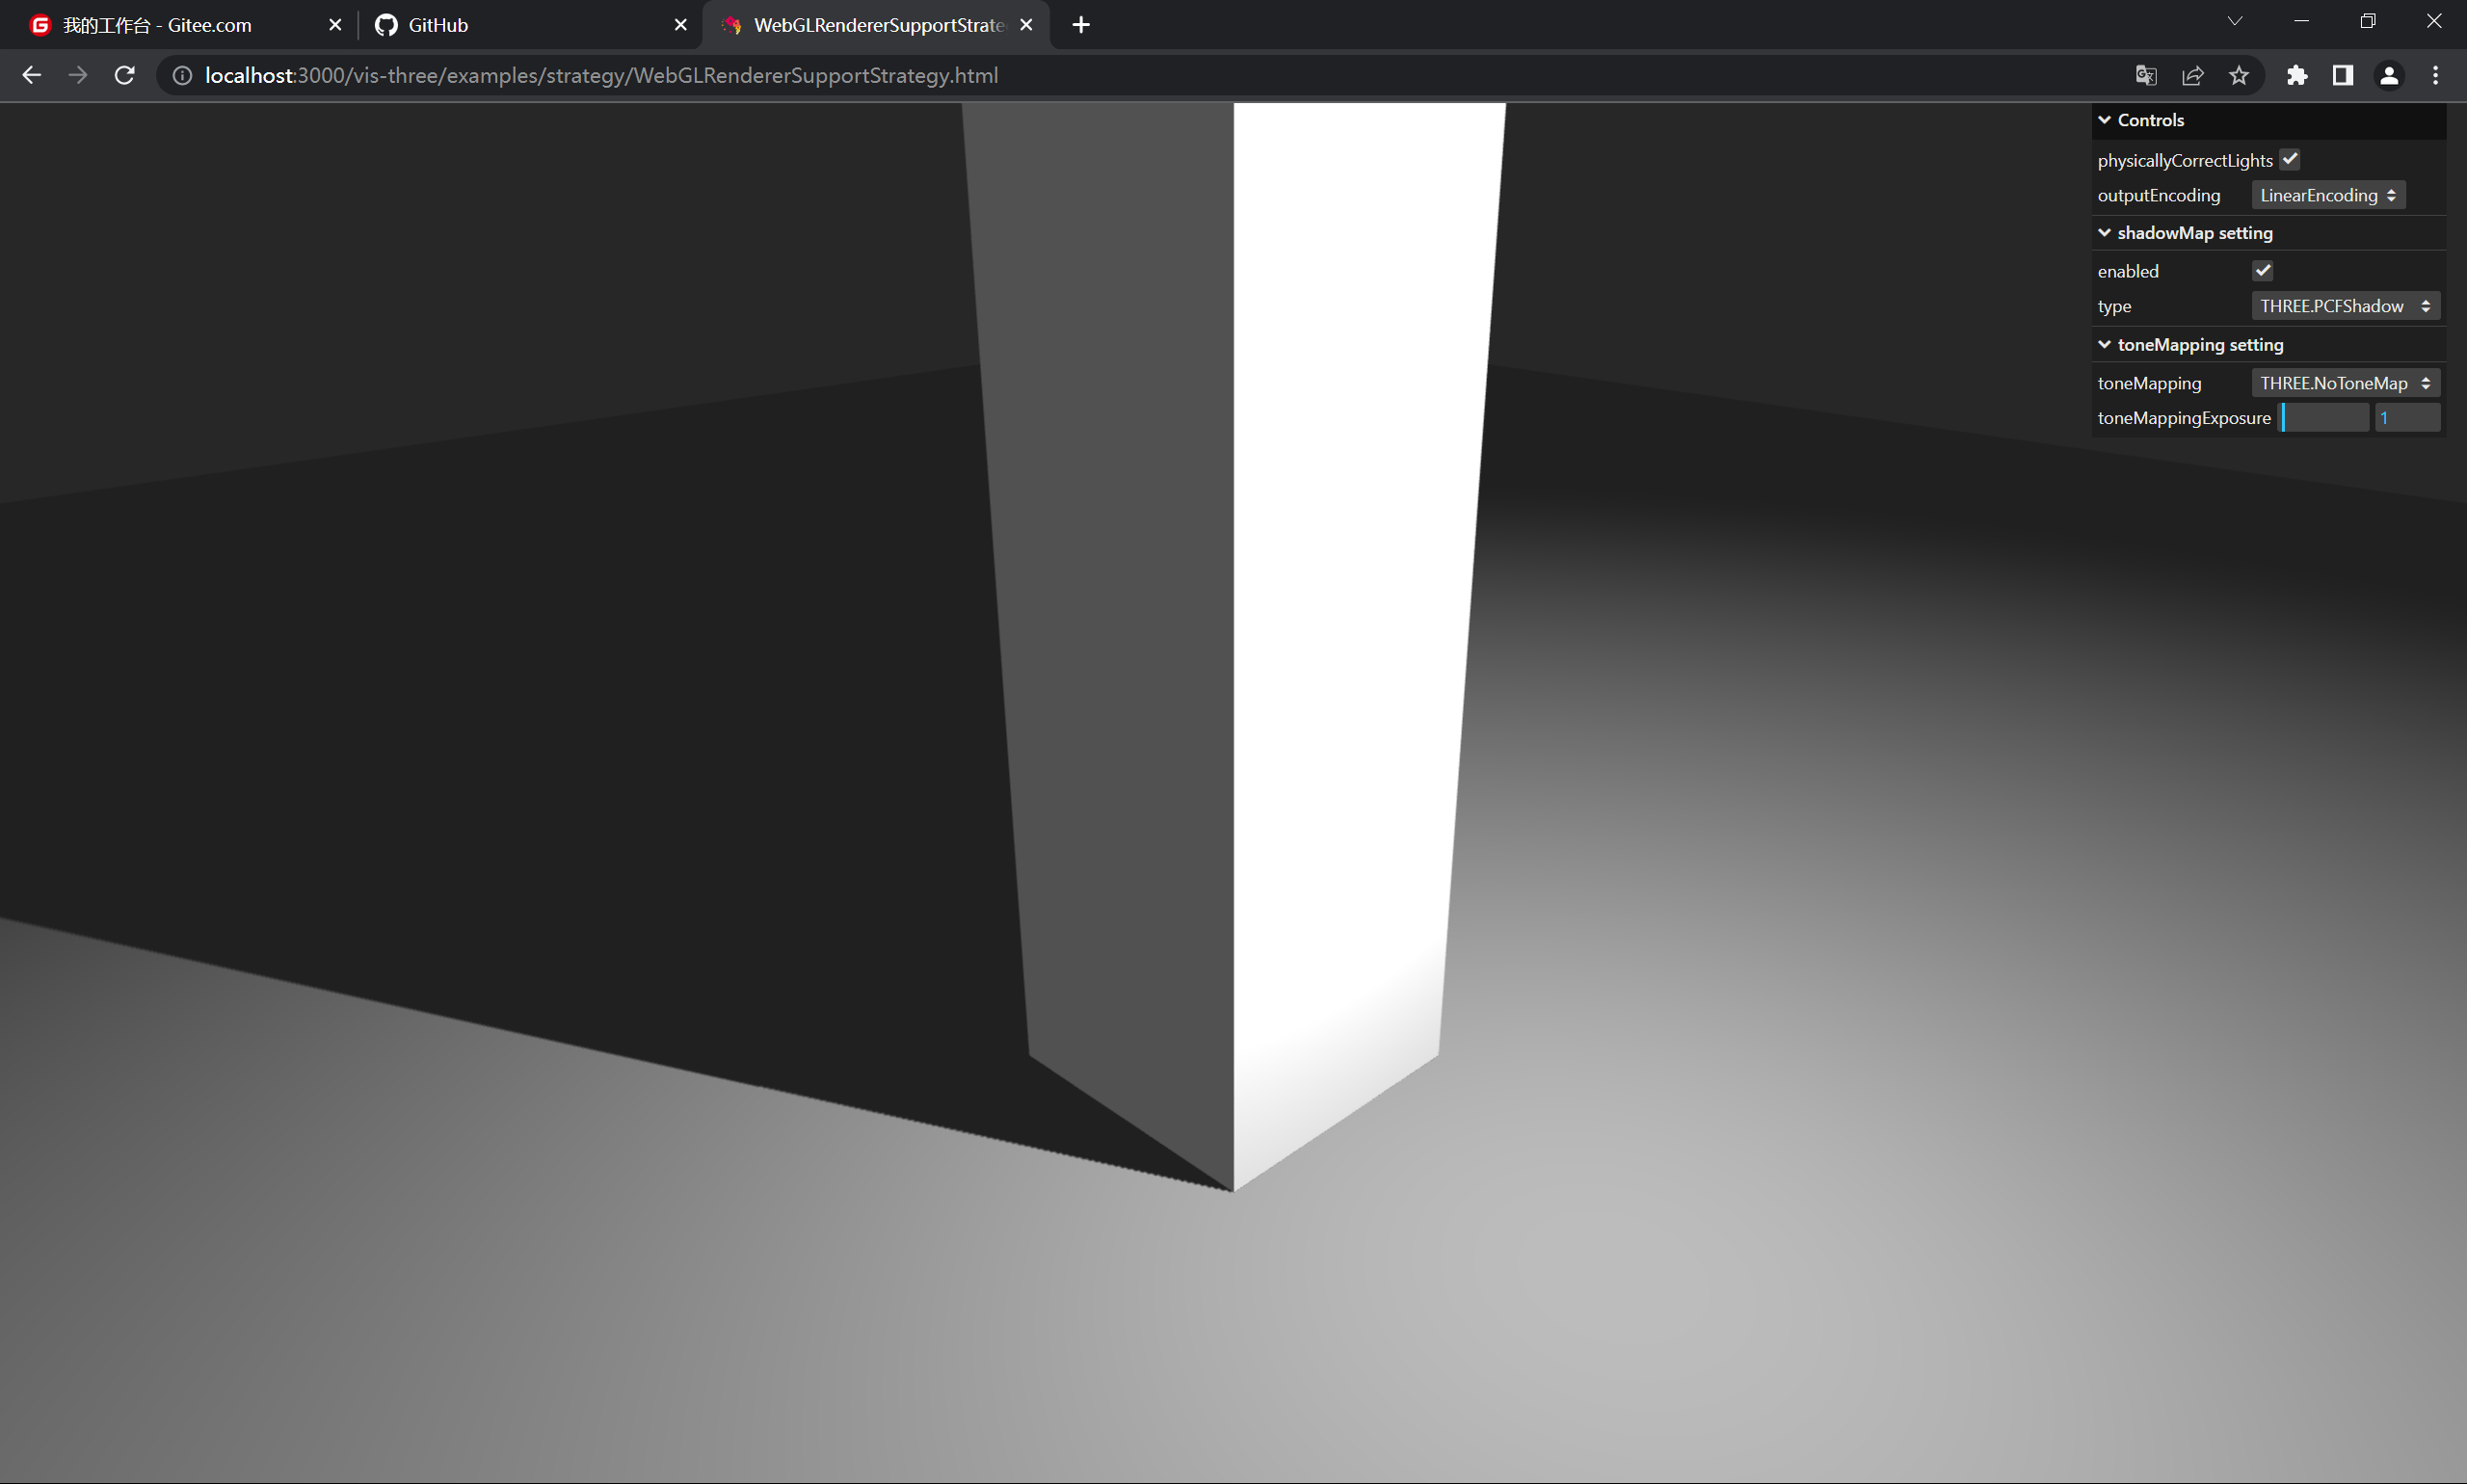 我的工作台 - Gitee.com
GitHub
WebGLRendererSupportStrate
localhost:3000/vis-three/examples/strategy/WebGLRendererSupportStrategy.html
Controls
physicallyCorrectLights
outputEncoding LinearEncoding
shadowMap setting
enabled
type THREE.PCFShadow
toneMapping setting
toneMapping THREE.NoToneMap
toneMappingExposure 1